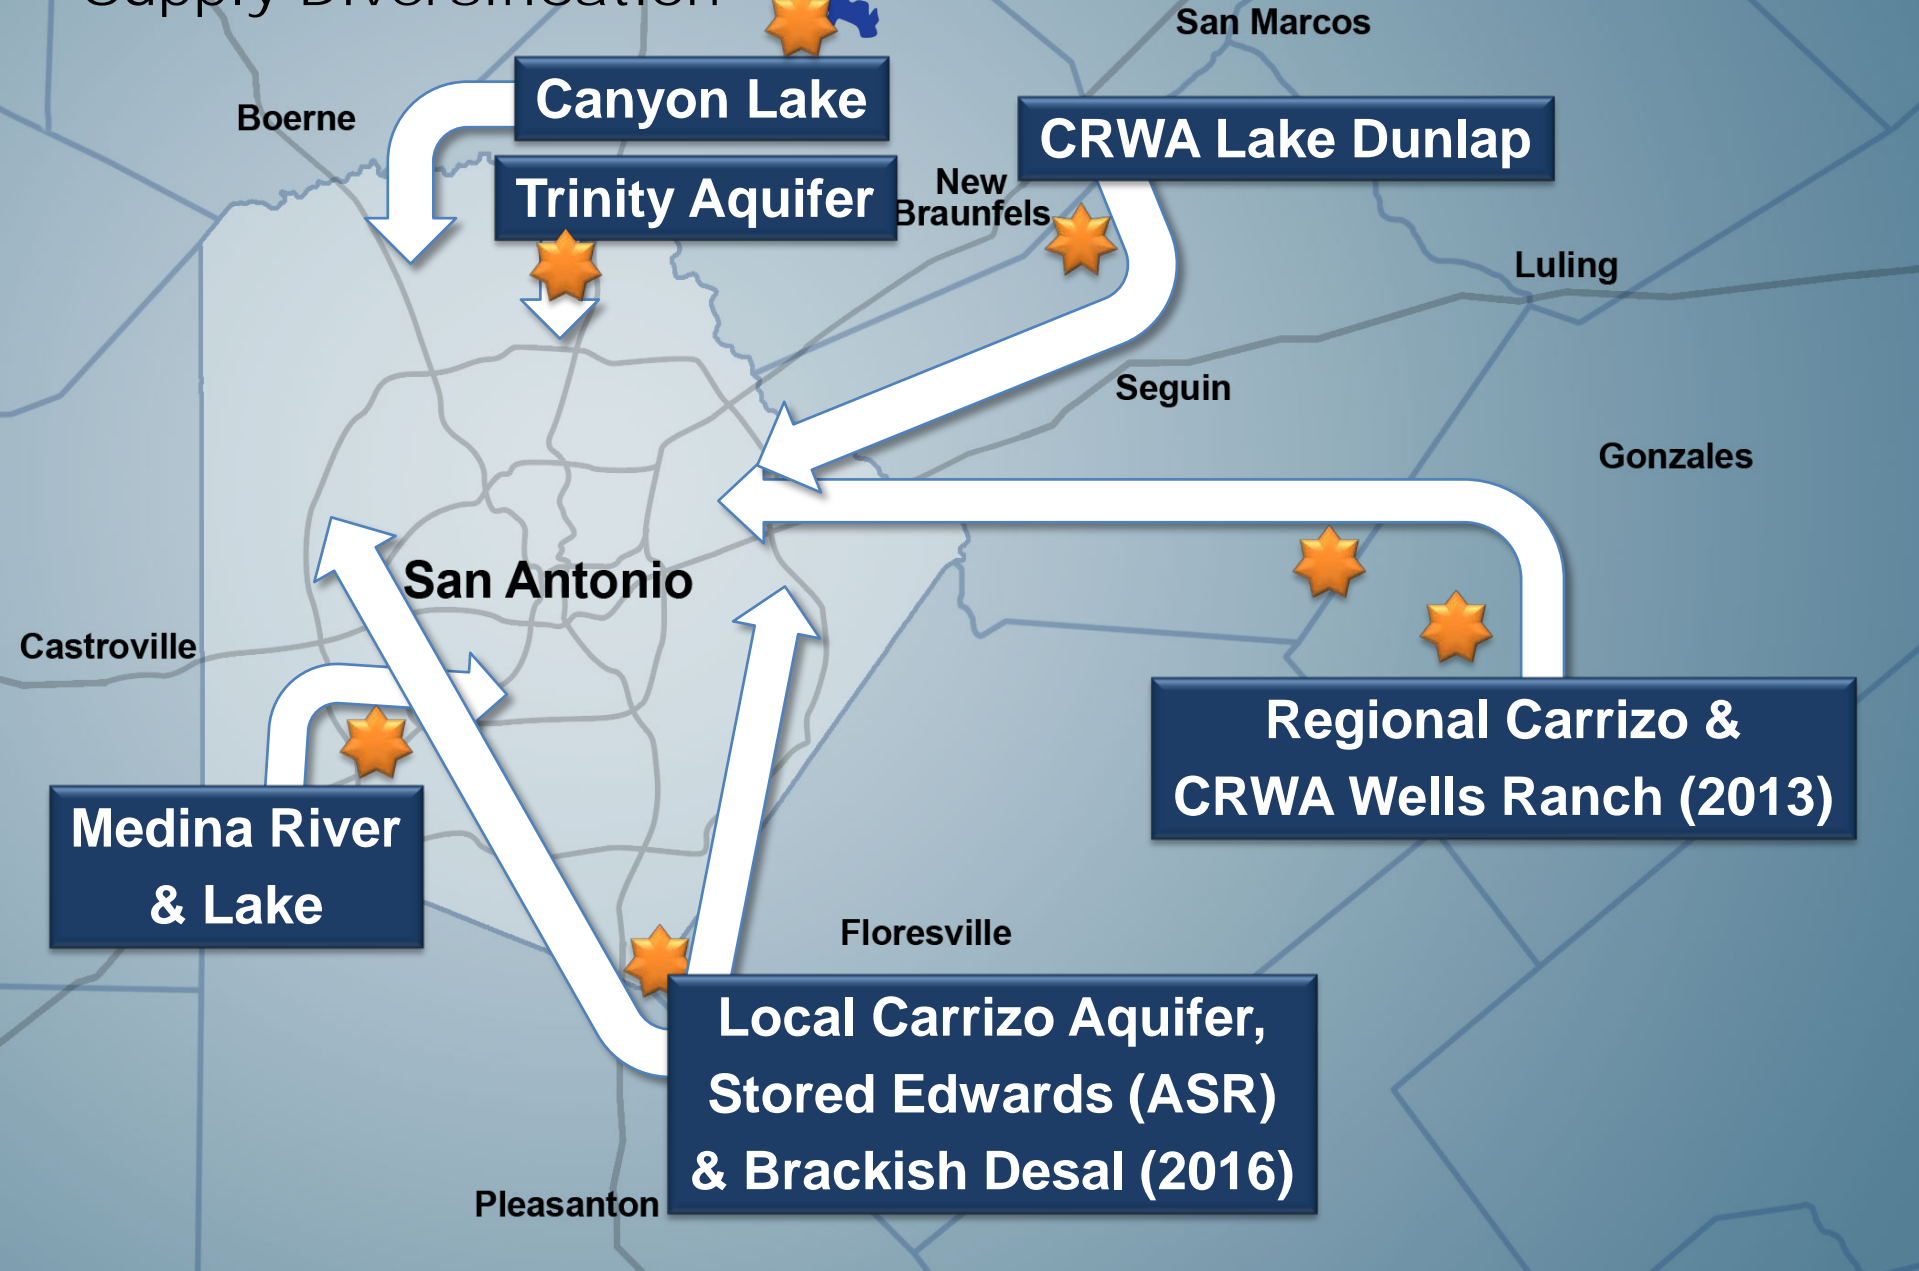 Supply Diversification
San Marcos
Canyon Lake
Boerne
CRWA Lake Dunlap
Trinity Aquifer
New
Braunfels
Luling
Seguin
Gonzales
San Antonio
Castroville
Regional Carrizo &
CRWA Wells Ranch (2013)
Medina River
& Lake
Floresville
Local Carrizo Aquifer,
Stored Edwards (ASR)
& Brackish Desal (2016)
Pleasanton